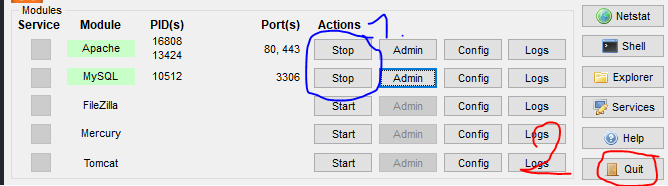 Modules
Service Module PID(s) Port(s) Actions
Apache 16808 13424 80, 443 Stop Admin Config Logs
MySQL 10512 3306 Stop Admin Config Logs
FileZilla Start Admin Config Logs
Mercury Start Admin Config Logs
Tomcat Start Admin Config Logs
1.
2
Netstat
Shell
Explorer
Services
Help
Quit